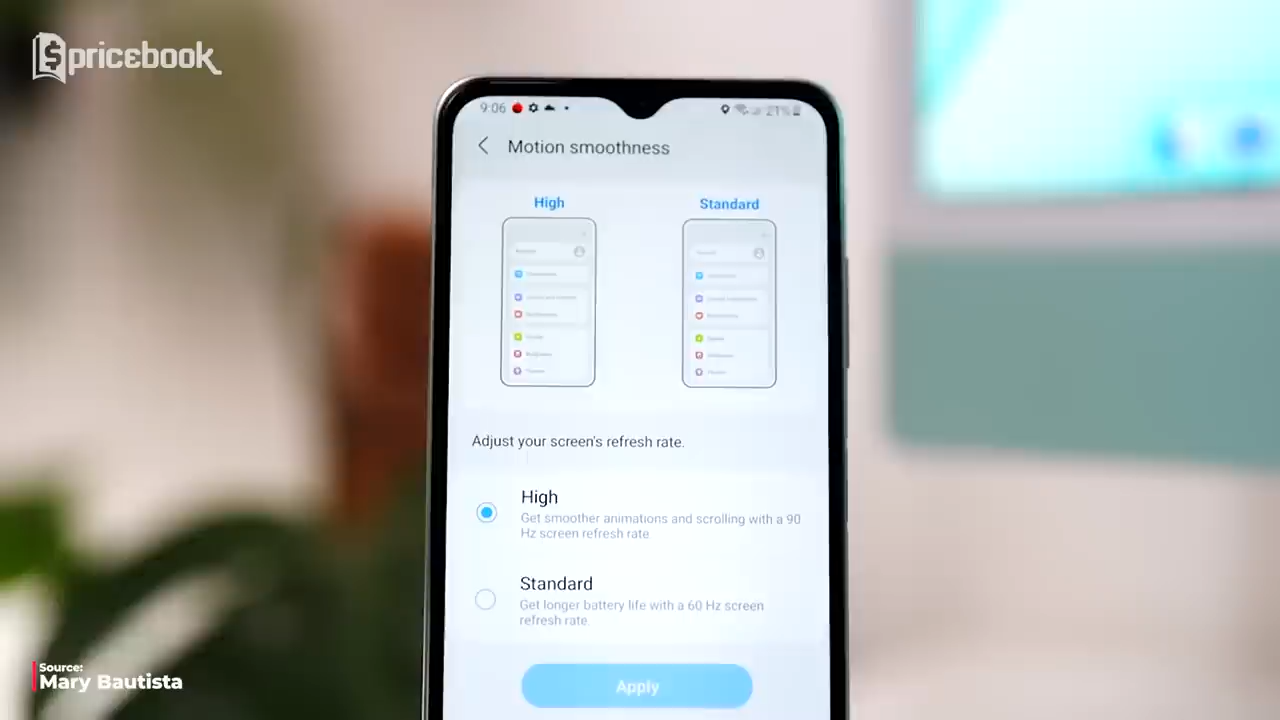 pricebook
9:06
21%
Motion smoothness
High
Standard
Adjust your screen's refresh rate.
High
Get smoother animations and scrolling with a 90
Hz screen refresh rate.
Standard
Get longer battery life with a 60 Hz screen
refresh rate.
Apply
Source:
Mary Bautista